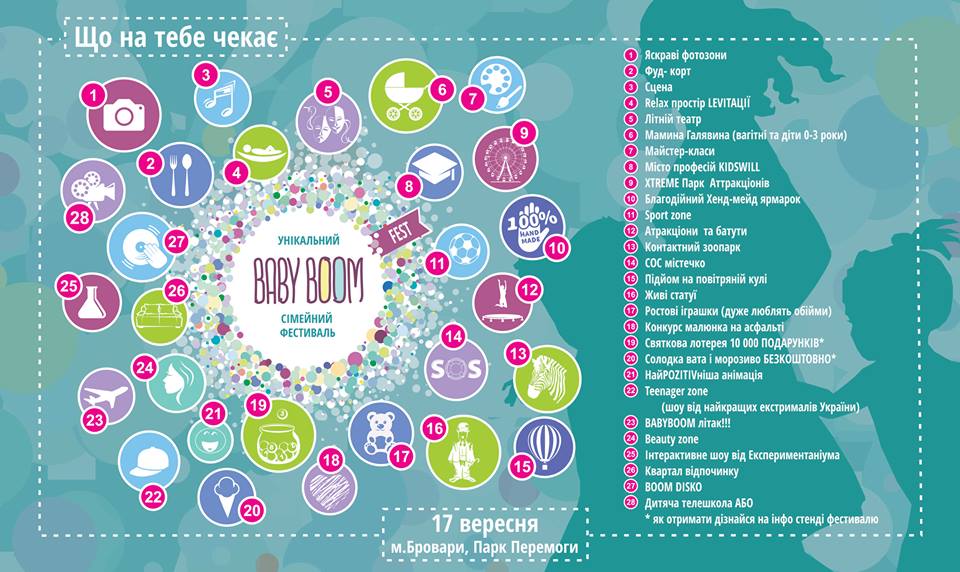 Що на тебе чекає
1 Яскраві фотозони
2 Фуд- корт
3 Сцена
4 Relax простір ЛЕVITАЦІЇ
5 Літній театр
6 Мамина Галявина (вагітні та діти 0-3 роки)
7 Майстер-класи
8 Місто професій KIDSWILL
9 XTREME Парк Аттракціонів
10 Благодійний Хенд-мейд ярмарок
11 Sport zone
12 Атракціони та батути
13 Контактний зоопарк
14 СОС містечко
15 Підйом на повітряній кулі
16 Живі статуї
17 Ростові іграшки (дуже люблять обійми)
18 Конкурс малюнка на асфальті
19 Святкова лотерея 10 000 ПОДАРУНКІВ*
20 Солодка вата і морозиво БЕЗКОШТОВНО*
21 НайPOZITIVніша анімація
22 Teenager zone
(шоу від найкращих екстрималів України)
23 BABYBOOM літак!!!
24 Beauty zone
25 Інтерактивне шоу від Експериментаніума
26 Квартал відпочинку
27 BOOM DISKO
28 Дитяча телешкола АБО
* як отримати дізнайся на інфо стенді фестивалю
1
2
3
4
5
6
7
8
9
10
100%
HAND
MADE
11
12
13
14
SOS
15
16
17
18
19
3
20
21
22
23
24
25
26
27
28
УНІКАЛЬНИЙ
BABY BOOM
FEST
СІМЕЙНИЙ
ФЕСТИВАЛЬ
17 вересня
м.Бровари, Парк Перемоги